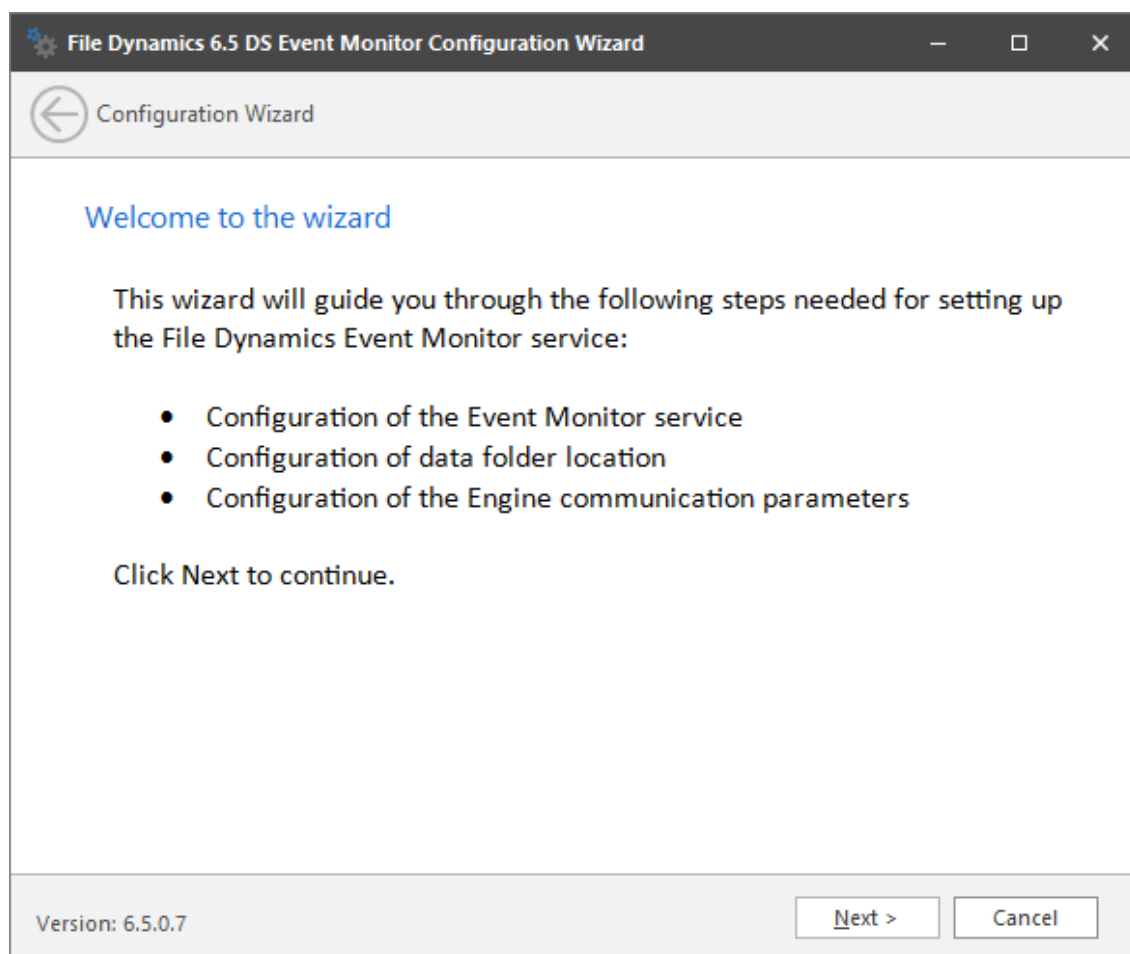 File Dynamics 6.5 DS Event Monitor Configuration Wizard
Configuration Wizard
Welcome to the wizard
This wizard will guide you through the following steps needed for setting up
the File Dynamics Event Monitor service:
• Configuration of the Event Monitor service
• Configuration of data folder location
• Configuration of the Engine communication parameters
Click Next to continue.
Version: 6.5.0.7
Next >
Cancel